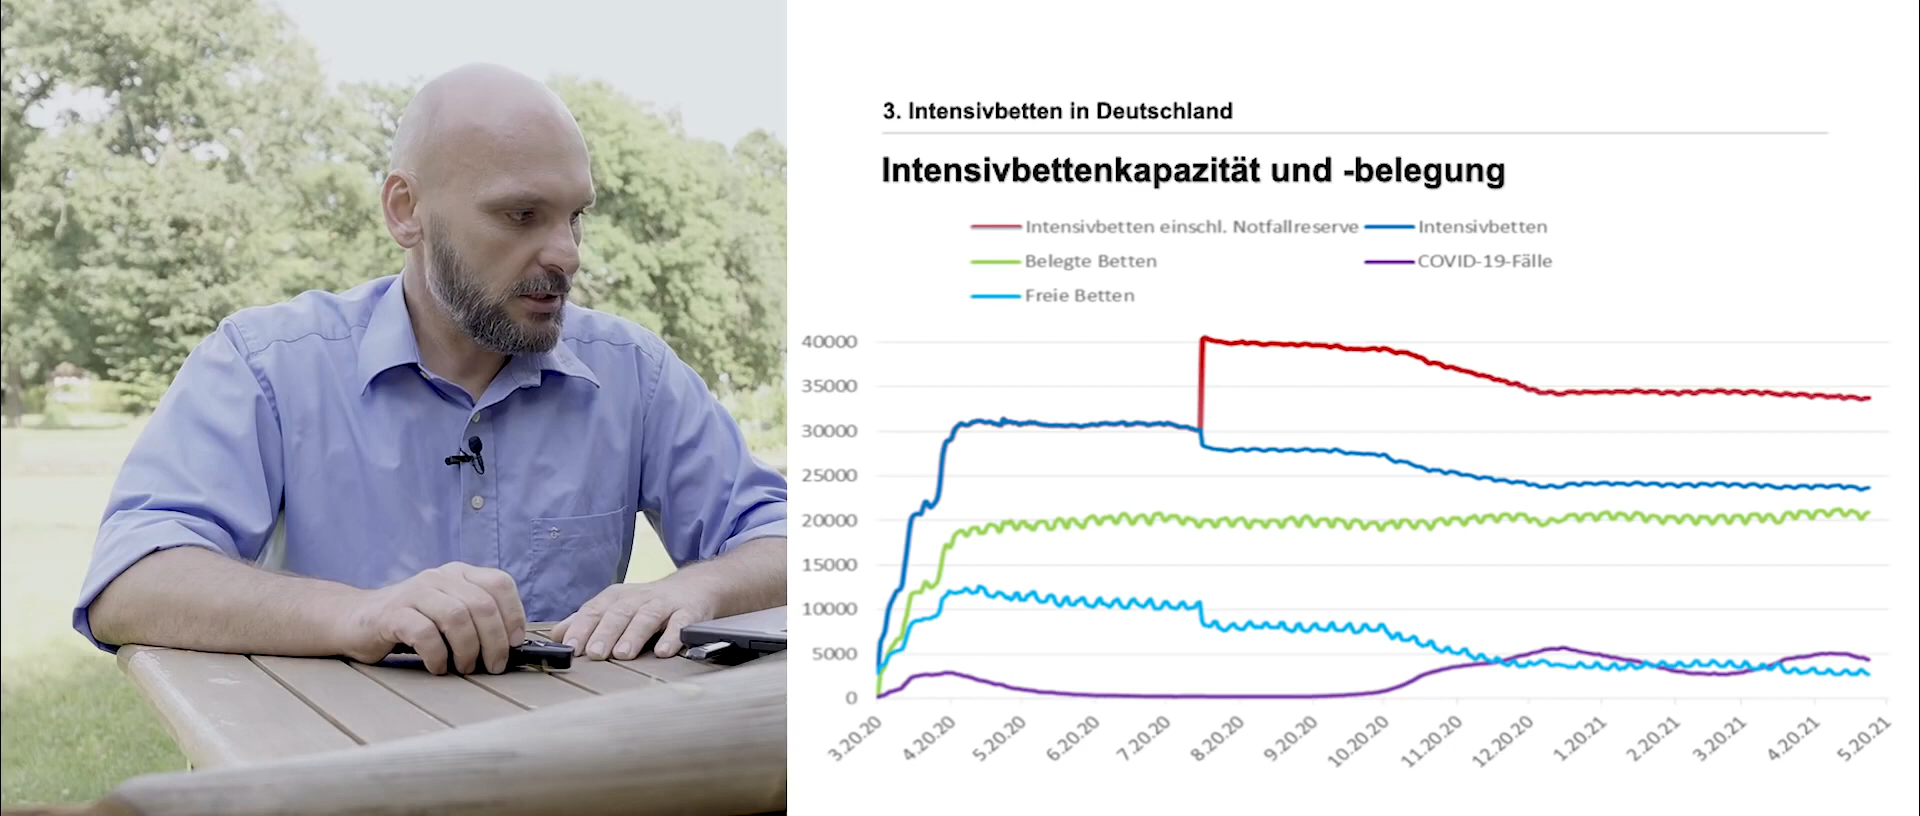 3. Intensivbetten in Deutschland
Intensivbettenkapazität und -belegung
Intensivbetten einschl. Notfallreserve Intensivbetten
Belegte Betten COVID-19-Fälle
Freie Betten
40000
35000
30000
25000
20000
15000
10000
5000
0
3.20.20 4.20.20 5.20.20 6.20.20 7.20.20 8.20.20 9.20.20 10.20.20 11.20.20 12.20.20 1.20.21 2.20.21 3.20.21 4.20.21 5.20.21